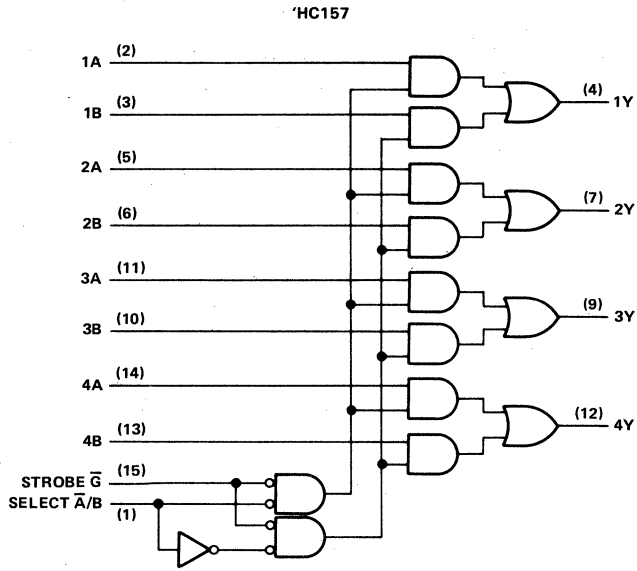 'HC157
1A (2)
(4) 1Y
1B (3)
2A (5)
(7) 2Y
2B (6)
3A (11)
(9) 3Y
3B (10)
4A (14)
(12) 4Y
4B (13)
STROBE G̅ (15)
SELECT A̅/B (1)